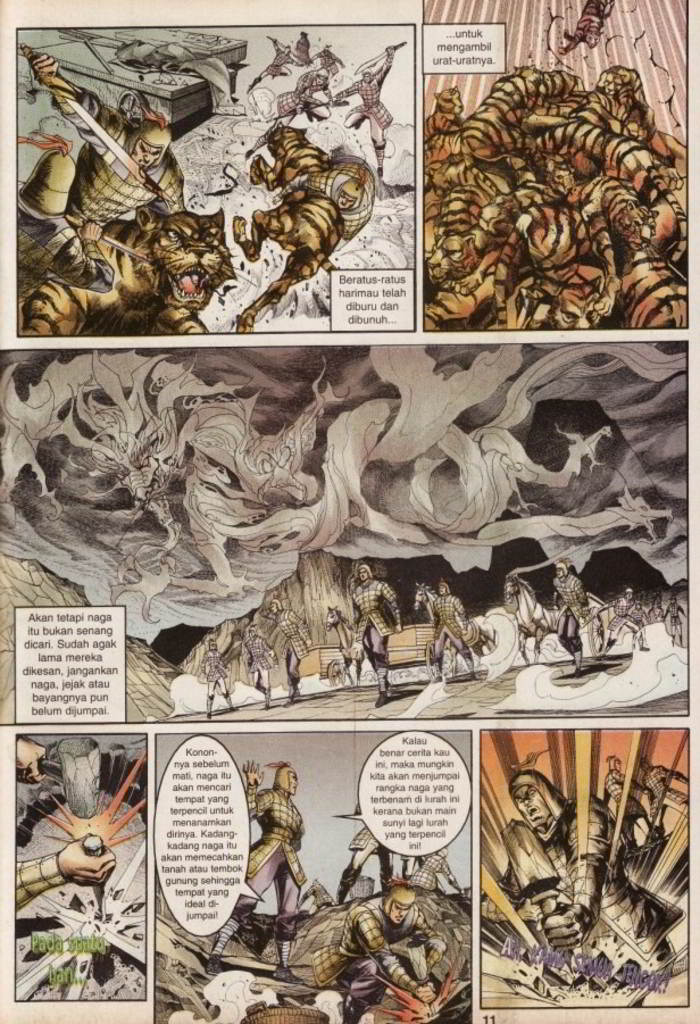 Beratus-ratus
harimau telah
diburu dan
dibunuh...
...untuk
mengambil
urat-uratnya.
Akan tetapi naga
itu bukan senang
dicari. Sudah agak
lama mereka
dikesan, jangankan
naga, jejak atau
bayangnya pun
belum dijumpai.
Pada suatu
hari...
Konon-
nya sebelum
mati, naga itu
akan mencari
tempat yang
terpencil untuk
menanamkan
dirinya. Kadang-
kadang naga itu
akan memecahkan
tanah atau tembok
gunung sehingga
tempat yang
ideal di-
jumpai!
Kalau
benar cerita kau
ini, maka mungkin
kita akan menjumpai
rangka naga yang
terbenam di lurah ini
kerana bukan main
sunyi lagi lurah
yang terpencil
ini!
11